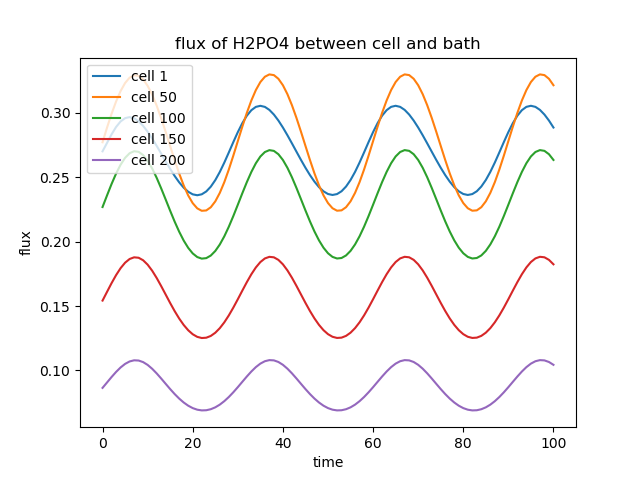 flux of H2PO4 between cell and bath
cell 1
cell 50
cell 100
cell 150
cell 200
0.30
0.25
0.20
0.15
0.10
flux
0 20 40 60 80 100
time